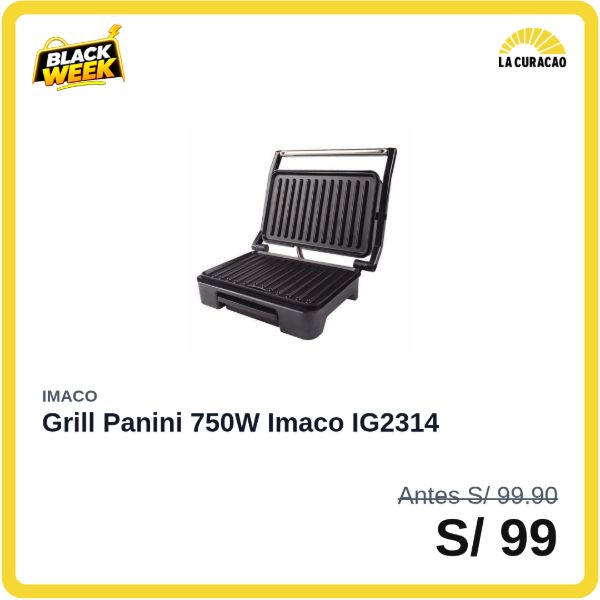 BLACK
WEEK
LA CURACAO
IMACO
Grill Panini 750W Imaco IG2314
Antes S/ 99.90
S/ 99